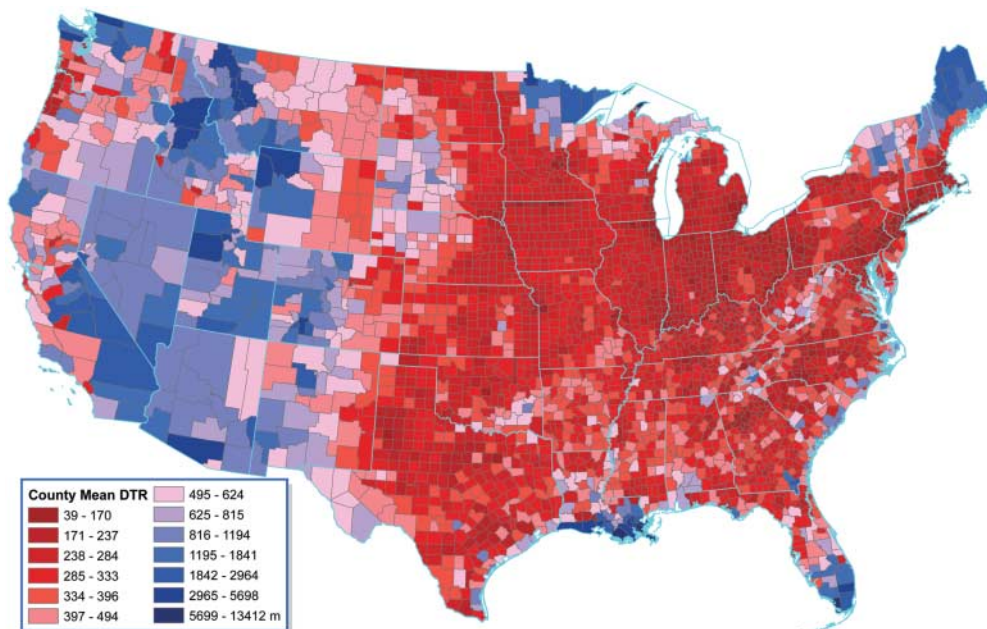 County Mean DTR
39 - 170
171 - 237
238 - 284
285 - 333
334 - 396
397 - 494
495 - 624
625 - 815
816 - 1194
1195 - 1841
1842 - 2964
2965 - 5698
5699 - 13412 m